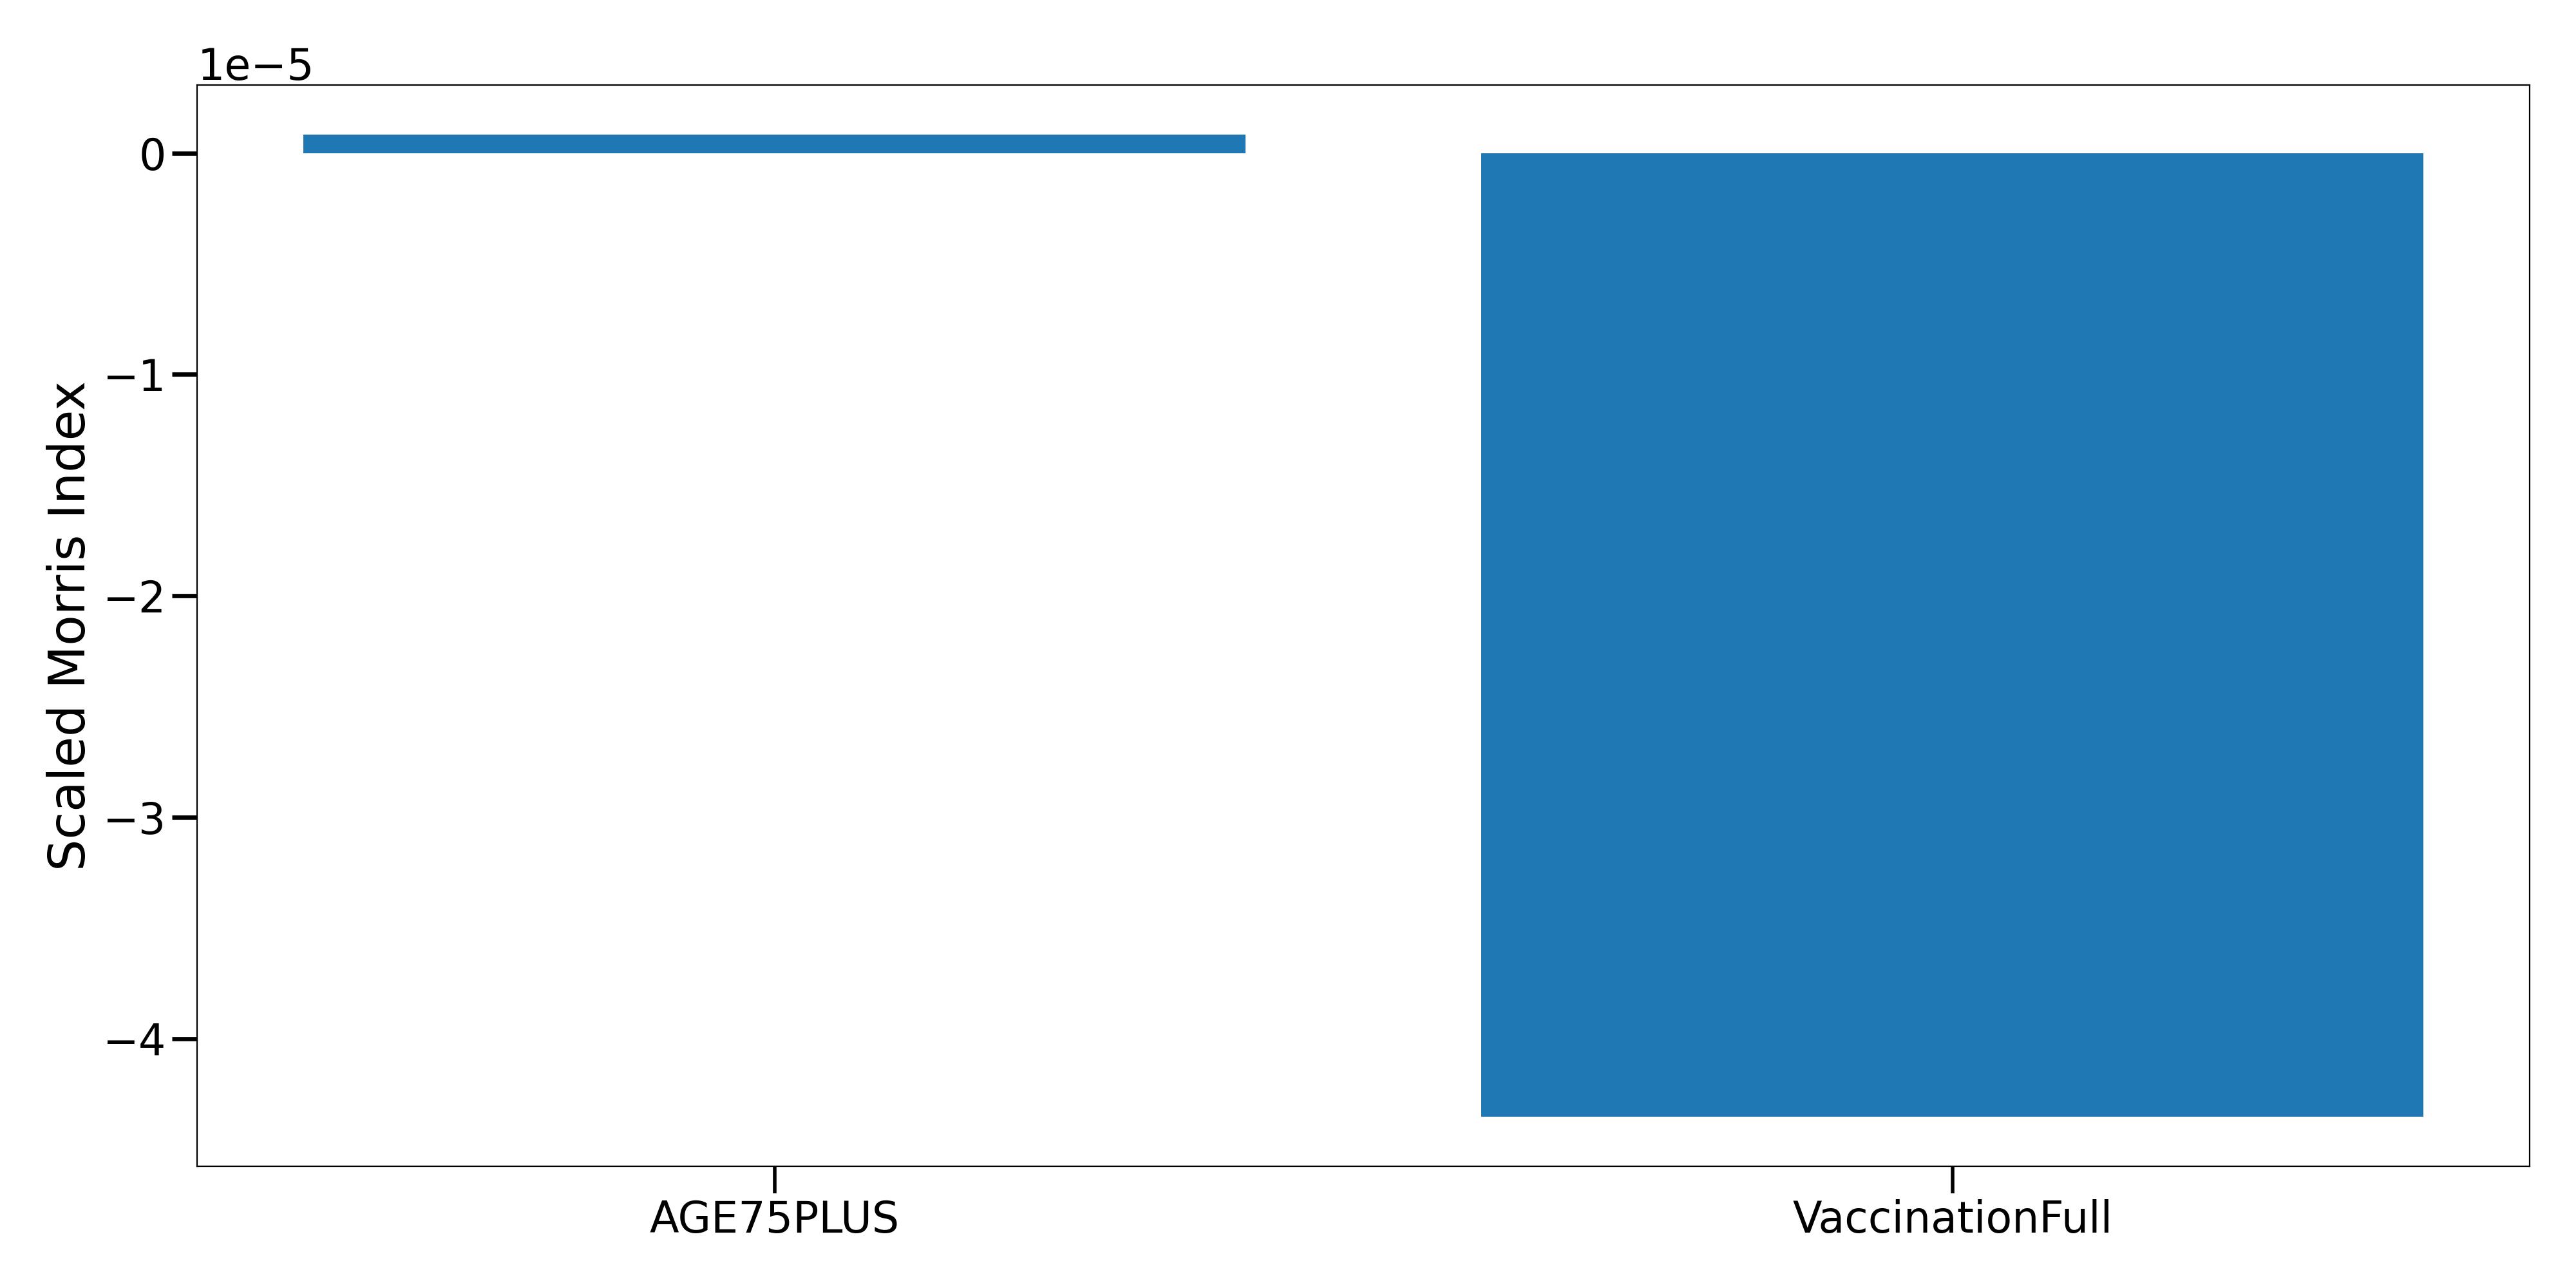 1e−5
0
−1
−2
−3
−4
Scaled Morris Index
AGE75PLUS
VaccinationFull